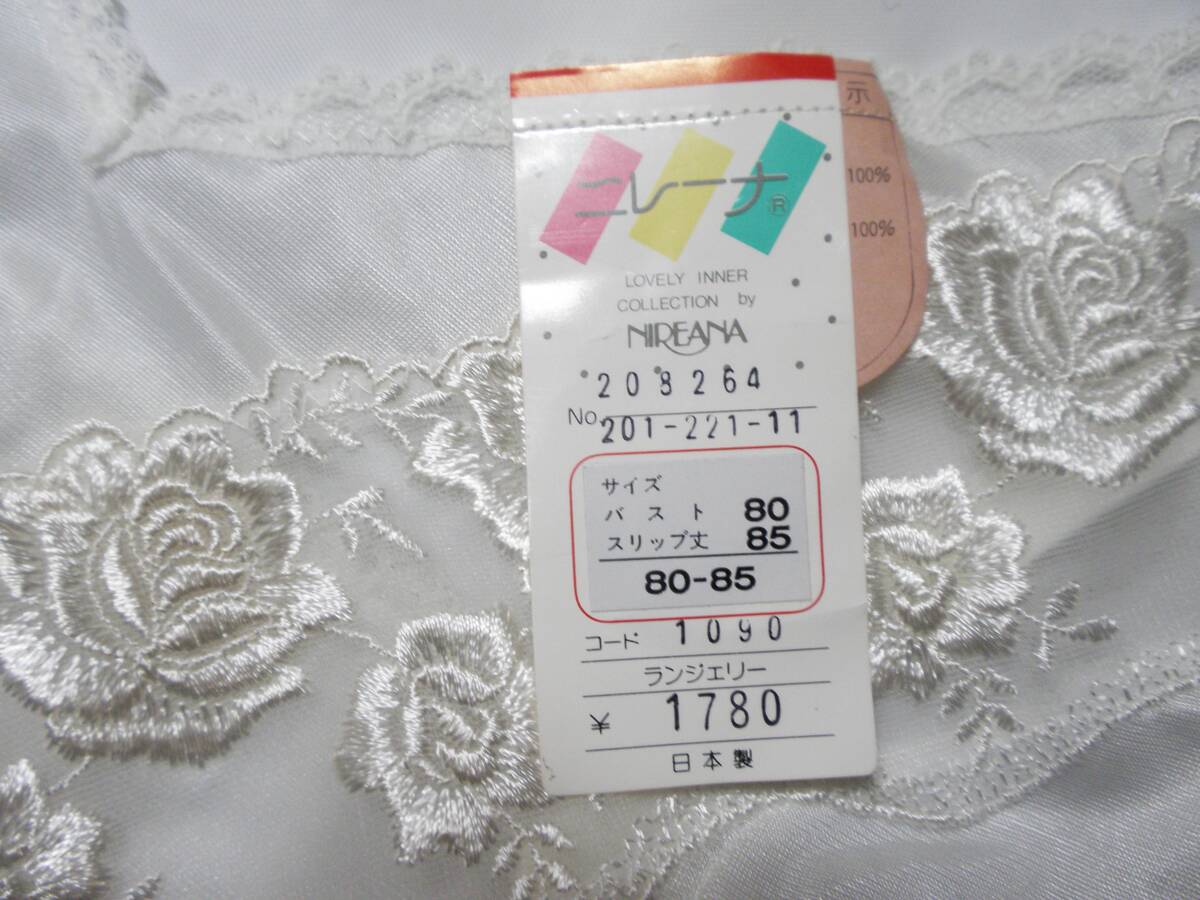 ミレーナ®
LOVELY INNER
COLLECTION by
NIREANA
208264
No. 201-221-11
サイズ
バスト 80
スリップ丈 85
80-85
コード 1090
ランジェリー
¥ 1780
日本製
示
100%
100%